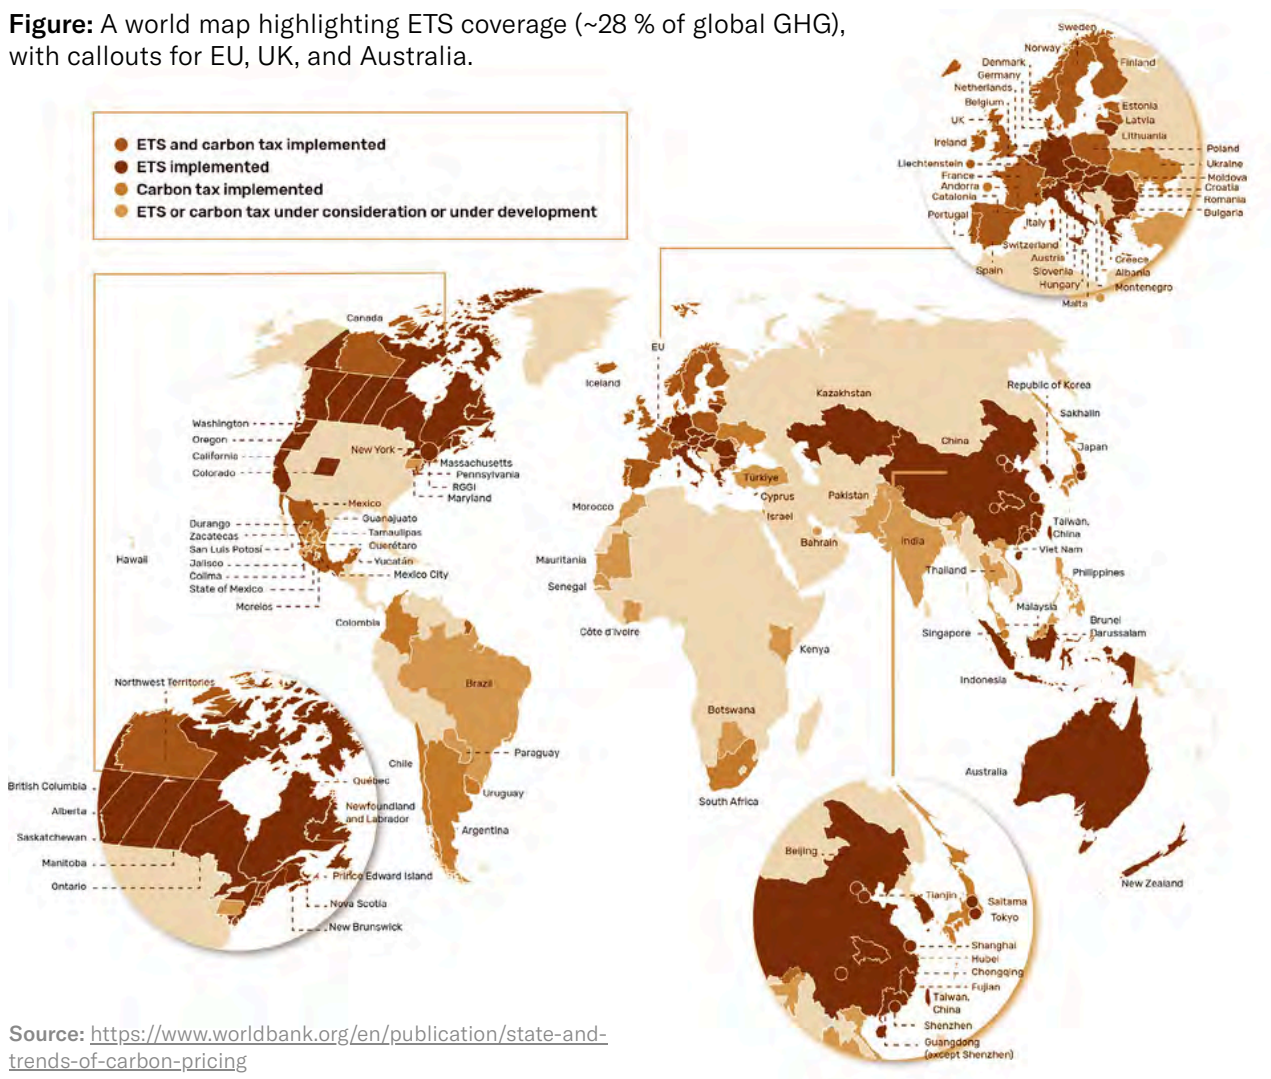 Figure: A world map highlighting ETS coverage (~28 % of global GHG),
with callouts for EU, UK, and Australia.
ETS and carbon tax implemented
ETS implemented
Carbon tax implemented
ETS or carbon tax under consideration or under development
Sweden
Norway
Finland
Denmark
Germany
Netherlands
Belgium
Estonia
UK
Latvia
Lithuania
Ireland
Poland
Liechtenstein
Ukraine
France
Moldova
Andorra
Croatia
Catalonia
Romania
Portugal
Bulgaria
Italy
Switzerland
Austria
Greece
Spain
Slovenia
Albania
Hungary
Montenegro
Malta
Canada
EU
Iceland
Kazakhstan
Republic of Korea
Sakhalin
Washington
Oregon
New York
China
Japan
California
Massachusetts
Colorado
Pennsylvania
RGGI
Maryland
Türkiye
Cyprus
Pakistan
Mexico
Morocco
Israel
Guanajuato
Durango
Tamaulipas
Zacatecas
Querétaro
San Luis Potosí
Yucatán
Jalisco
Mexico City
Colima
State of Mexico
Morelos
Hawaii
Bahrain
India
Taiwan,
China
Viet Nam
Mauritania
Thailand
Philippines
Senegal
Malaysia
Colombia
Côte d'Ivoire
Singapore
Brunei
Darussalam
Kenya
Indonesia
Northwest Territories
Brazil
Botswana
Paraguay
Chile
Australia
British Columbia
Québec
Uruguay
South Africa
Alberta
Newfoundland
and Labrador
Argentina
Saskatchewan
Manitoba
Ontario
Prince Edward Island
Nova Scotia
New Brunswick
New Zealand
Beijing
Tianjin
Saitama
Tokyo
Shanghai
Hubei
Chongqing
Fujian
Taiwan,
China
Shenzhen
Guangdong
(except Shenzhen)
Source: https://www.worldbank.org/en/publication/state-and-
trends-of-carbon-pricing